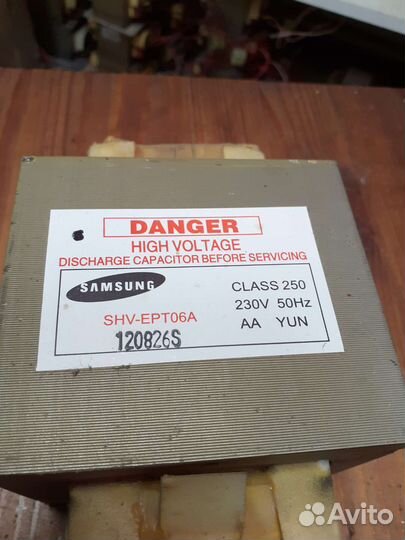 DANGER
HIGH VOLTAGE
DISCHARGE CAPACITOR BEFORE SERVICING
SAMSUNG
SHV-EPT06A
120826S
CLASS 250
230V 50Hz
AA YUN
Avito